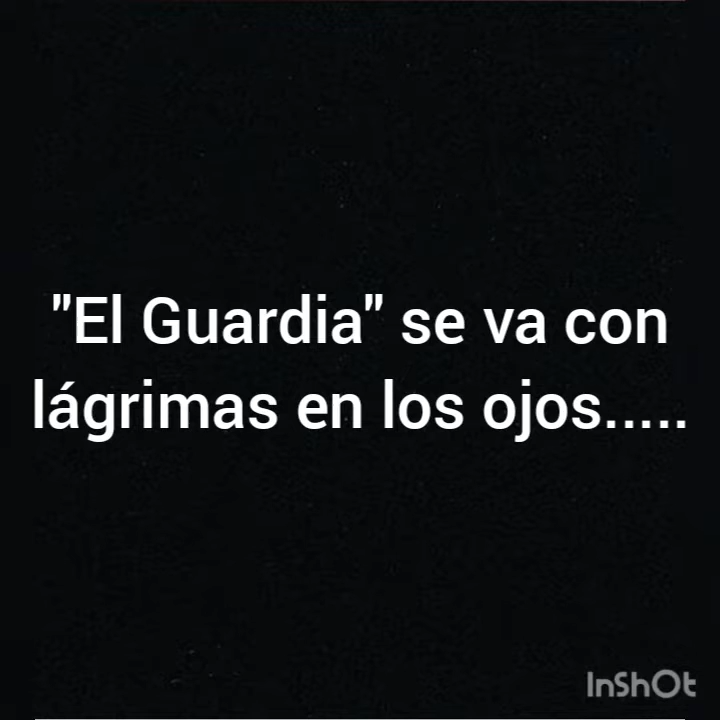 "El Guardia" se va con
lágrimas en los ojos.....
InShOt